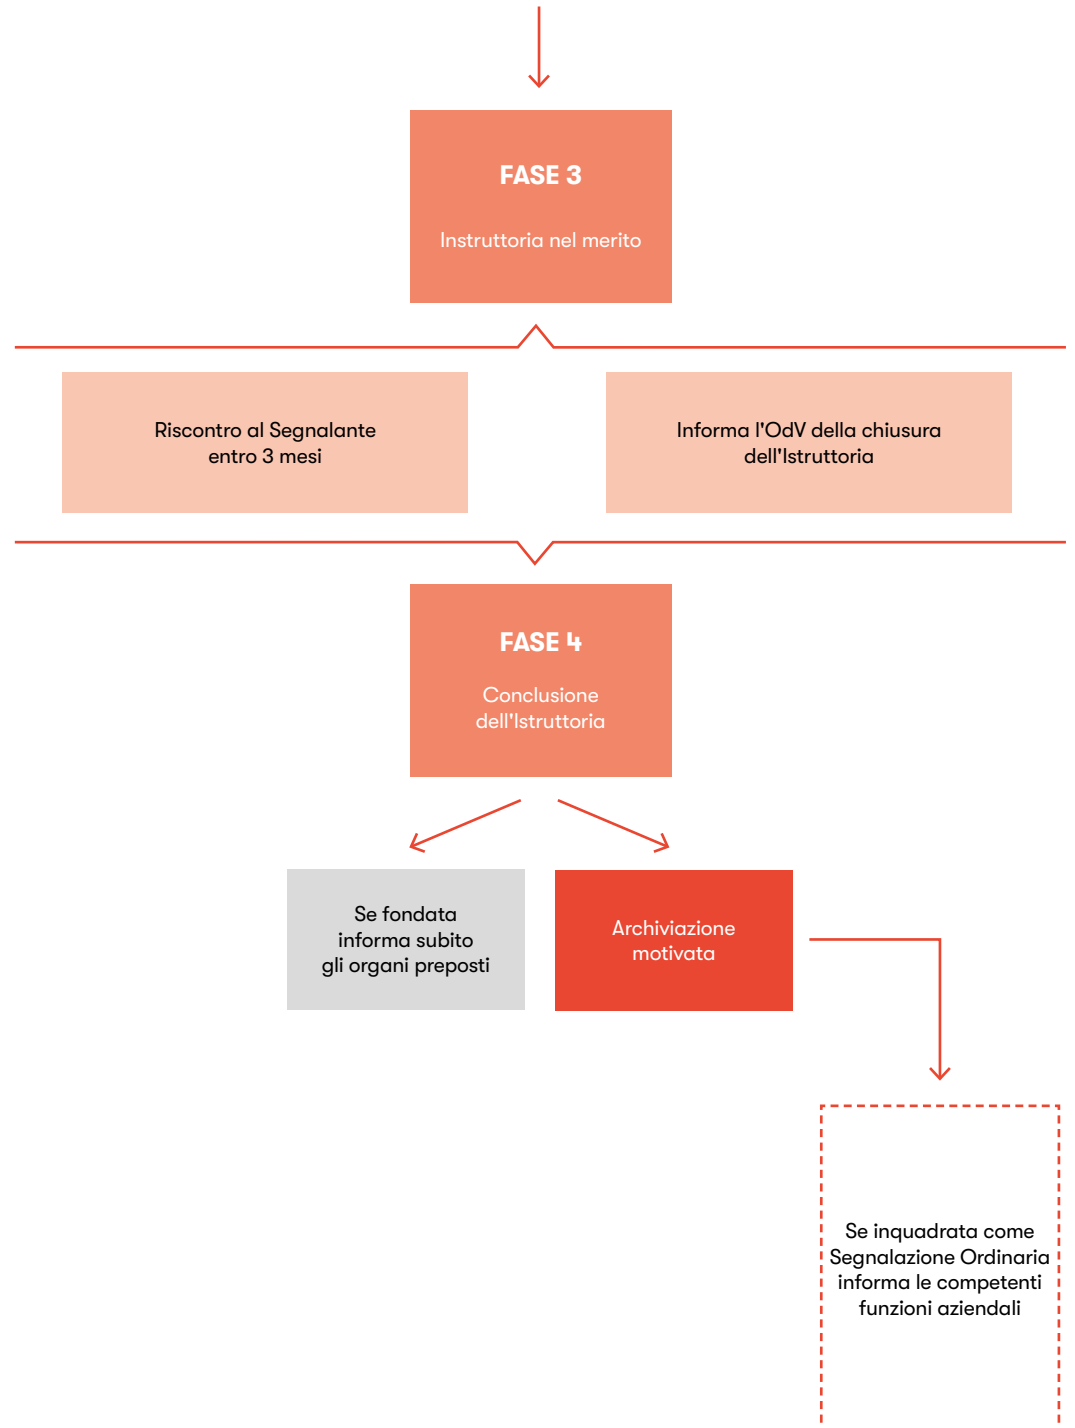 FASE 3
Instruttoria nel merito
Riscontro al Segnalante
entro 3 mesi
Informa l'OdV della chiusura
dell'Istruttoria
FASE 4
Conclusione
dell'Istruttoria
Se fondata
informa subito
gli organi preposti
Archiviazione
motivata
Se inquadrata come
Segnalazione Ordinaria
informa le competenti
funzioni aziendali